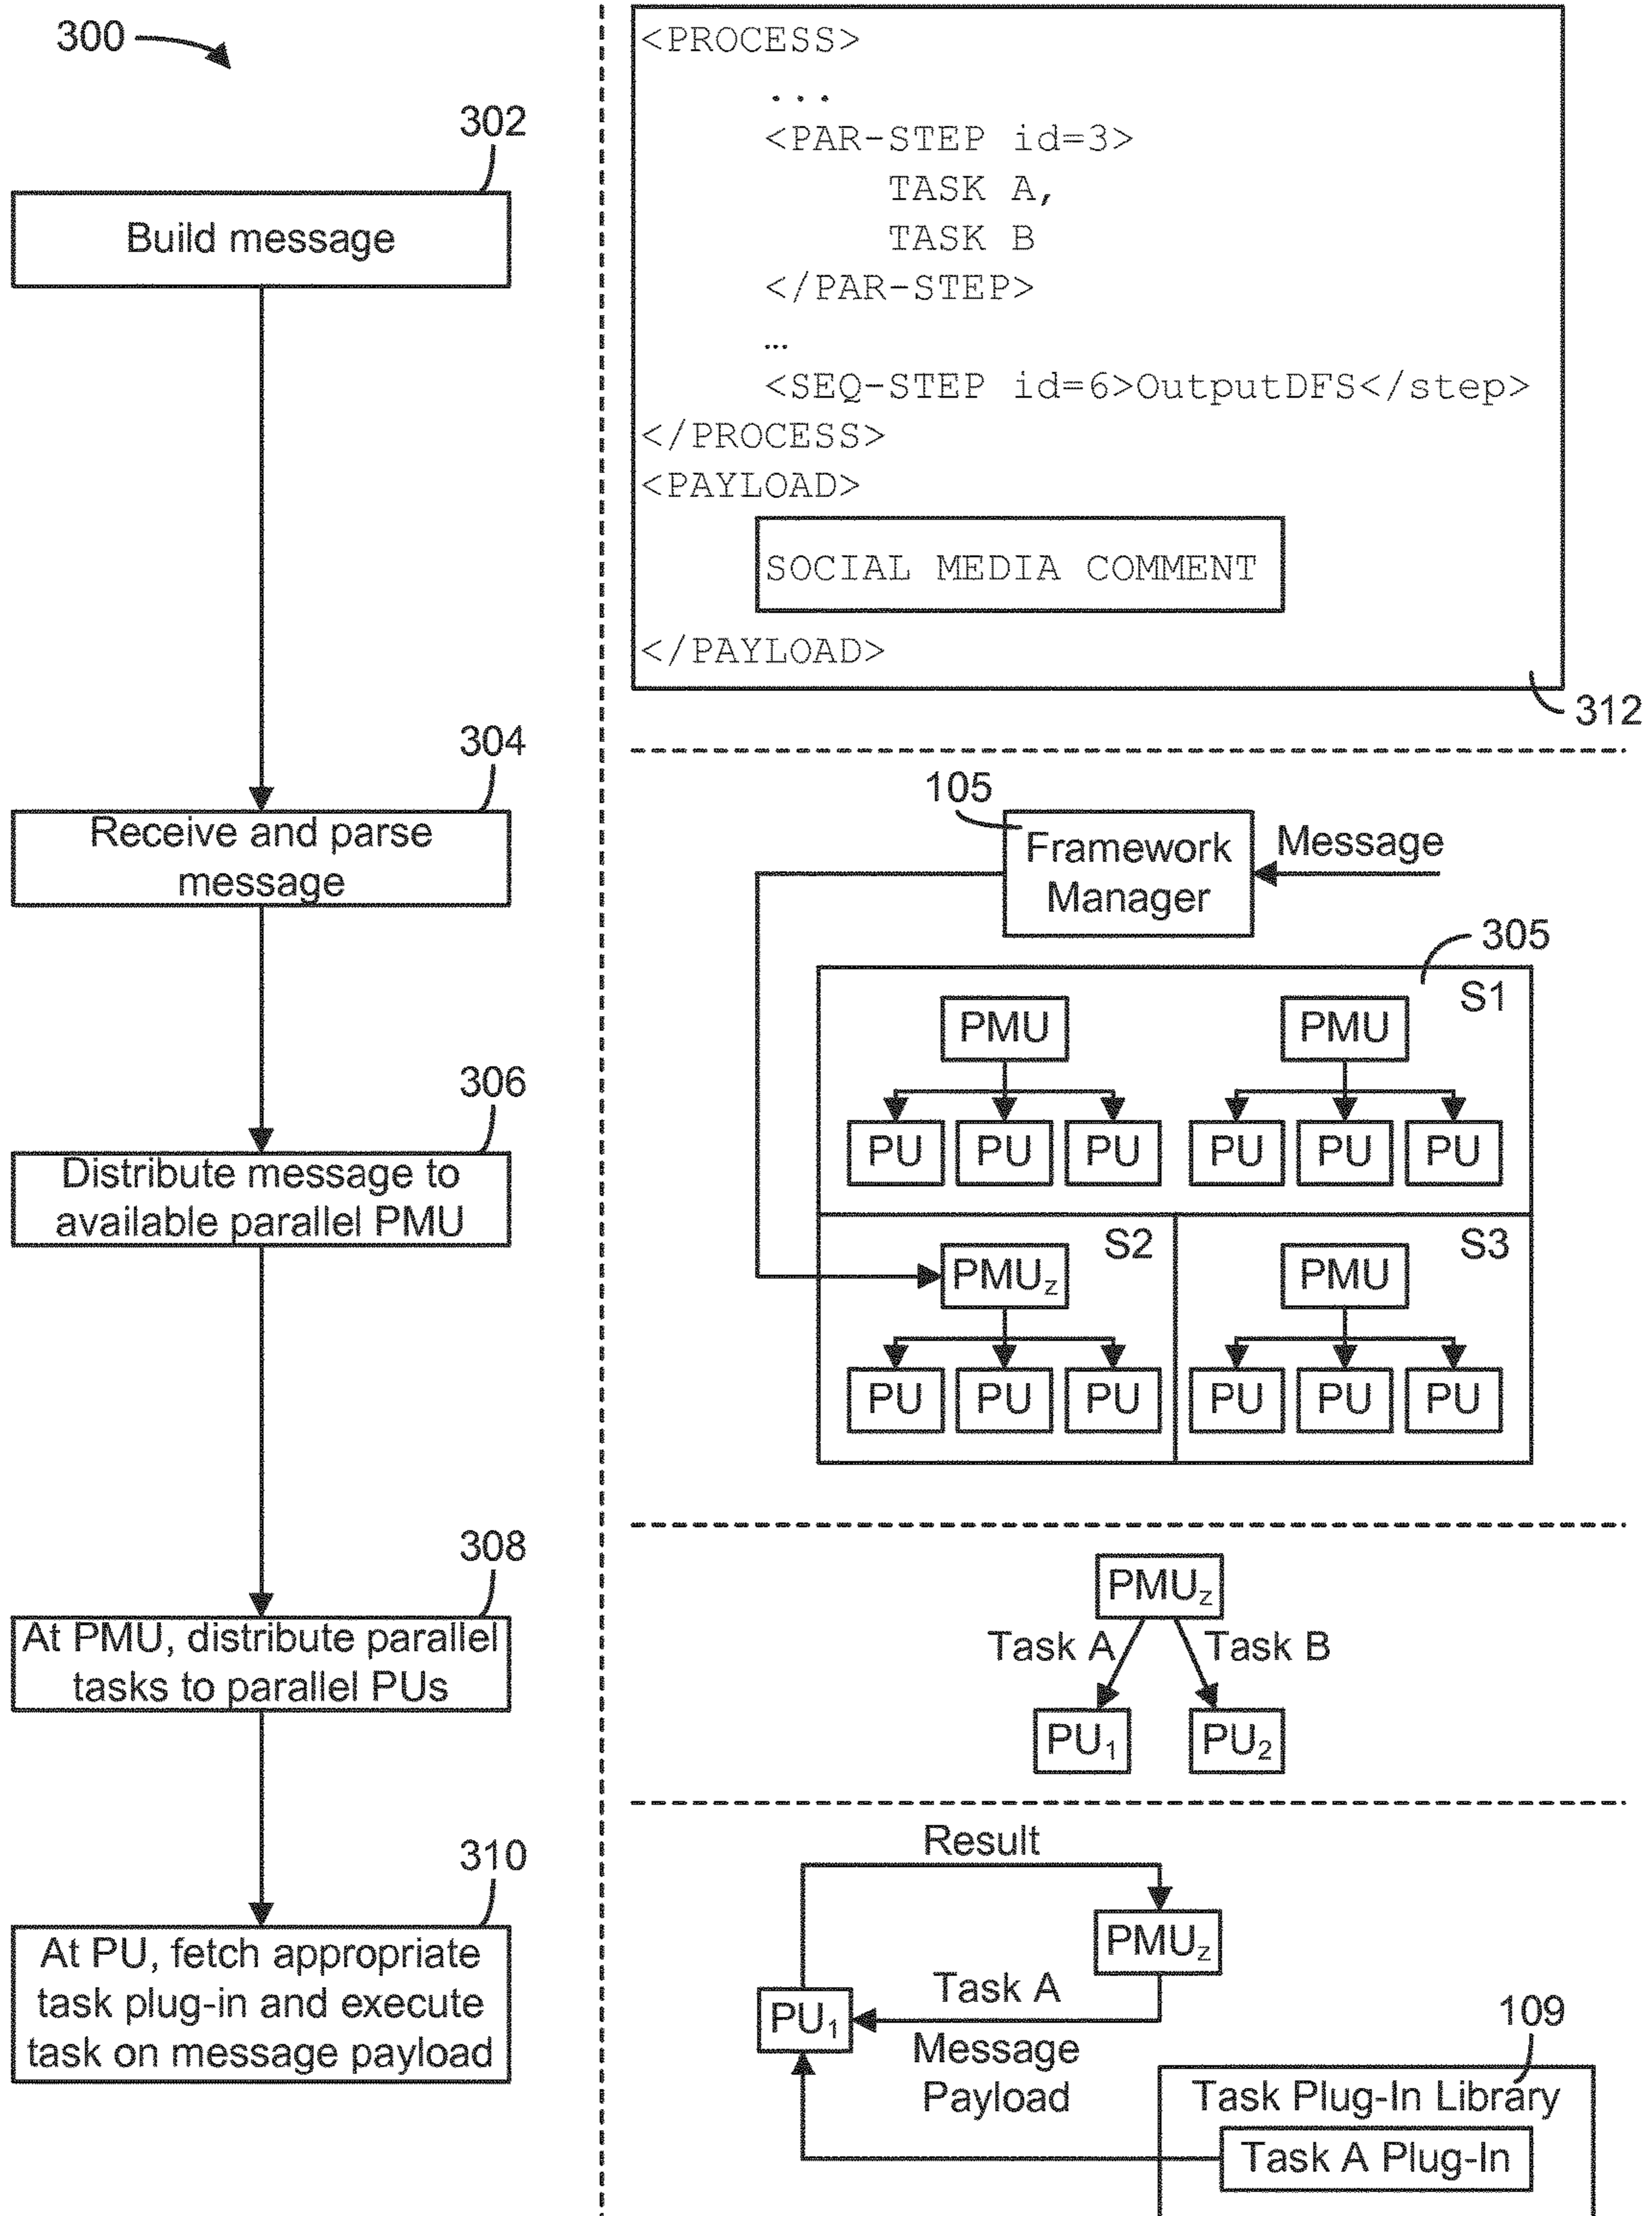 300
302
Build message
304
Receive and parse
message
306
Distribute message to
available parallel PMU
308
At PMU, distribute parallel
tasks to parallel PUs
310
At PU, fetch appropriate
task plug-in and execute
task on message payload
<PROCESS>
...
<PAR-STEP id=3>
TASK A,
TASK B
</PAR-STEP>
…
<SEQ-STEP id=6>OutputDFS</step>
</PROCESS>
<PAYLOAD>
SOCIAL MEDIA COMMENT
</PAYLOAD>
312
105
Framework
Manager
Message
305
S1
PMU PMU
PU PU PU PU PU PU
S2 S3
PMUz PMU
PU PU PU PU PU PU
PMUz
Task A Task B
PU1 PU2
Result
PMUz
Task A
PU1
Message
Payload
109
Task Plug-In Library
Task A Plug-In